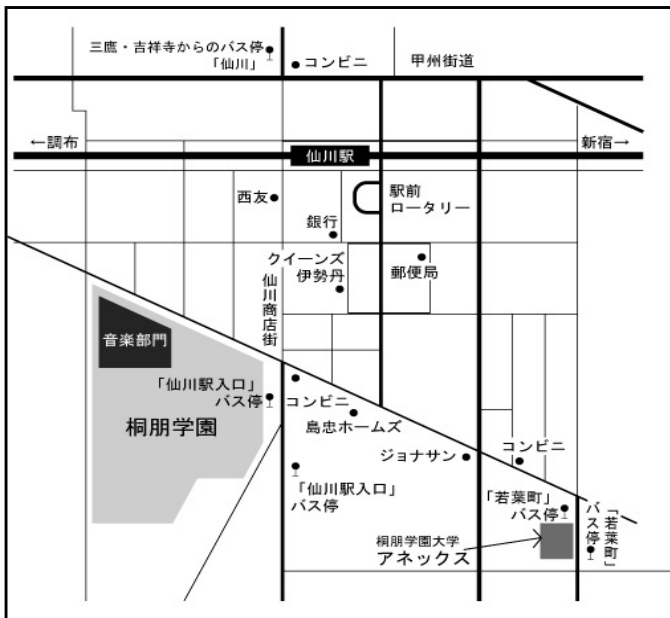 三鷹・吉祥寺からのバス停
「仙川」
コンビニ
甲州街道
←調布
仙川駅
新宿→
西友
駅前
ロータリー
銀行
クイーンズ
伊勢丹
郵便局
仙川商店街
音楽部門
桐朋学園
「仙川駅入口」
バス停
コンビニ
島忠ホームズ
ジョナサン
コンビニ
「仙川駅入口」
バス停
「若葉町」
バス停
「若葉町」
バス停
桐朋学園大学
アネックス